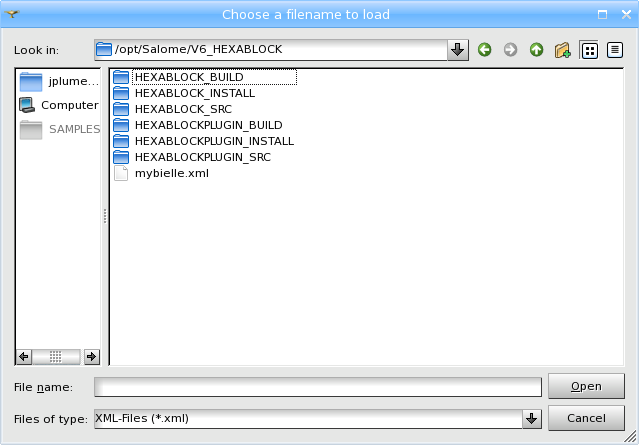 Choose a filename to load
Look in: /opt/Salome/V6_HEXABLOCK
jplume...
Computer
SAMPLES
HEXABLOCK_BUILD
HEXABLOCK_INSTALL
HEXABLOCK_SRC
HEXABLOCKPLUGIN_BUILD
HEXABLOCKPLUGIN_INSTALL
HEXABLOCKPLUGIN_SRC
mybielle.xml
File name: Open
Files of type: XML-Files (*.xml) Cancel